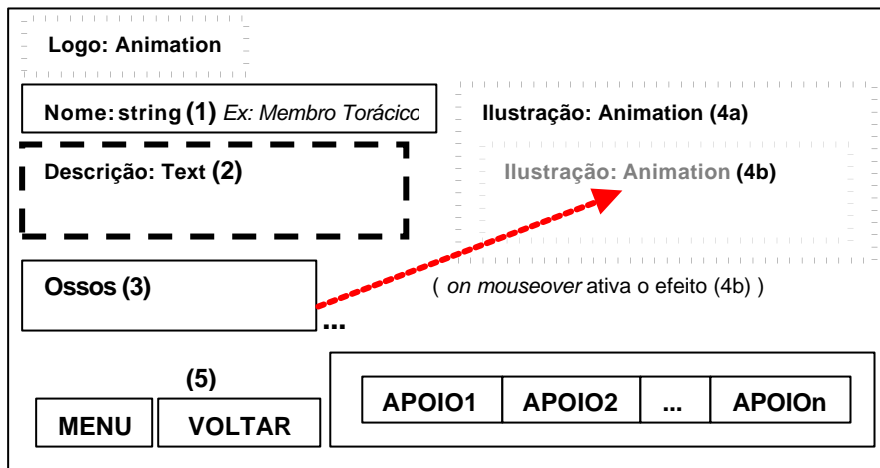 Logo: Animation
Nome: string (1) Ex: Membro Torácico
Ilustração: Animation (4a)
Descrição: Text (2)
Ilustração: Animation (4b)
Ossos (3)
...
( on mouseover ativa o efeito (4b) )
(5)
MENU
VOLTAR
APOIO1
APOIO2
...
APOIOn